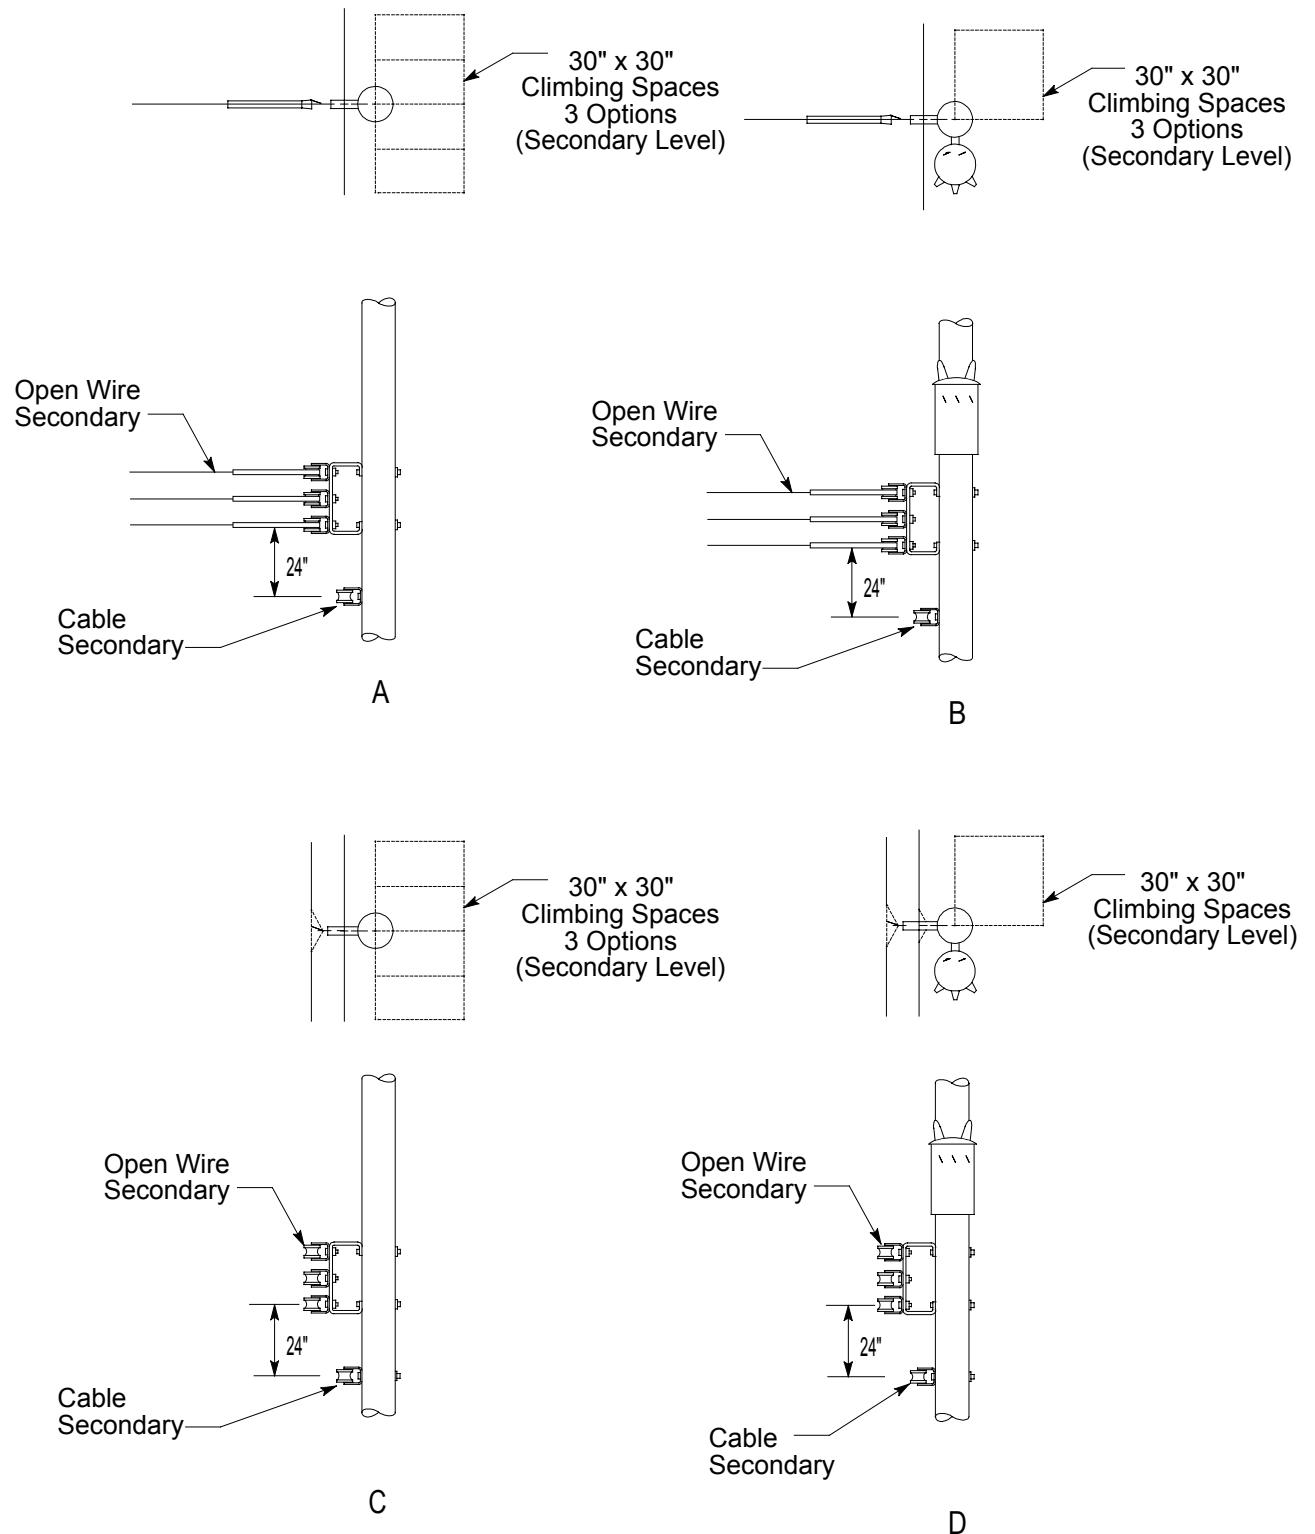 30" x 30"
Climbing Spaces
3 Options
(Secondary Level)
30" x 30"
Climbing Spaces
3 Options
(Secondary Level)
Open Wire
Secondary
24"
Cable
Secondary
A
Open Wire
Secondary
24"
Cable
Secondary
B
30" x 30"
Climbing Spaces
3 Options
(Secondary Level)
30" x 30"
Climbing Spaces
(Secondary Level)
Open Wire
Secondary
24"
Cable
Secondary
C
Open Wire
Secondary
24"
Cable
Secondary
D